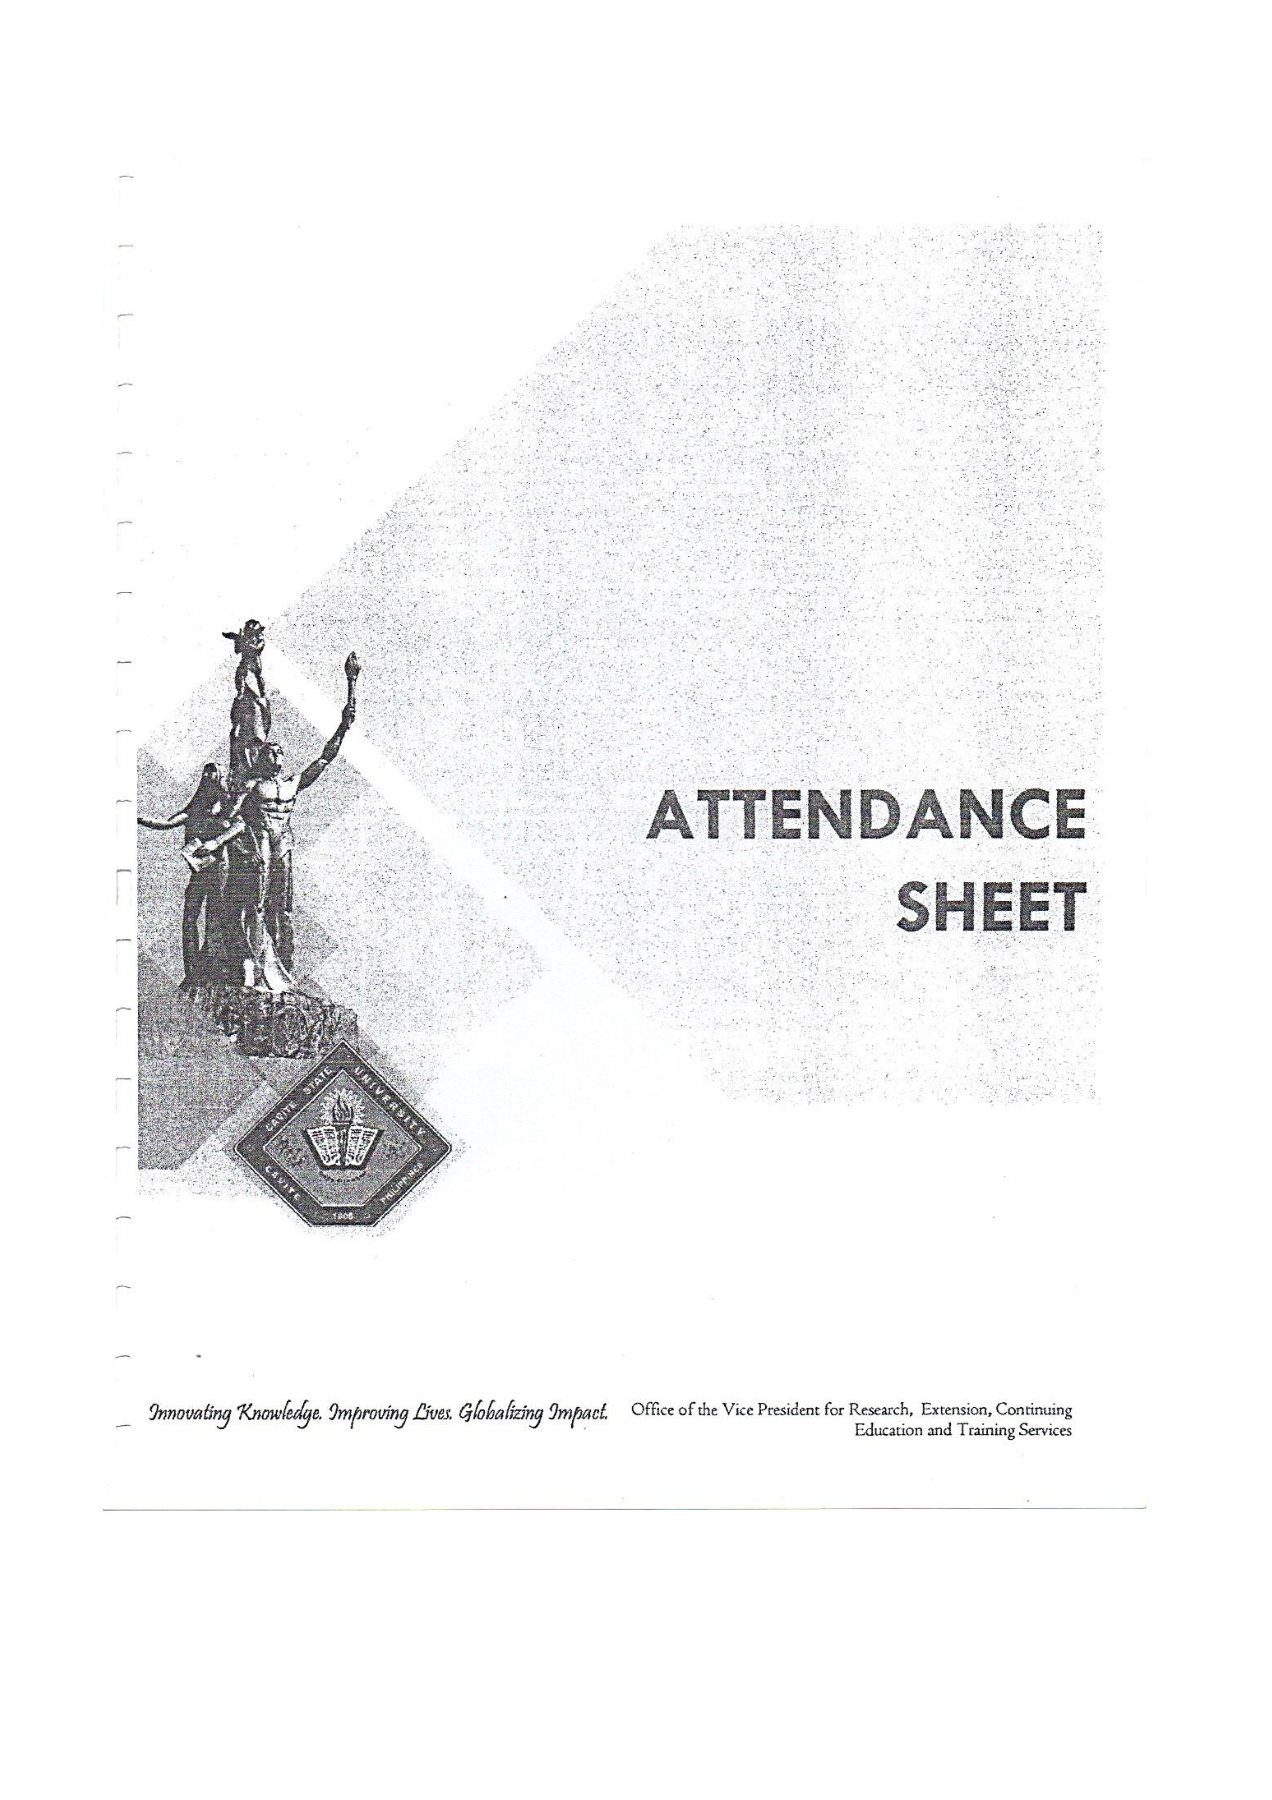 ATTENDANCE
SHEET
CAVITE STATE UNIVERSITY
CAVITE PHILIPPINES
1906
Innovating Knowledge. Improving Lives. Globalizing Impact.
Office of the Vice President for Research, Extension, Continuing
Education and Training Services